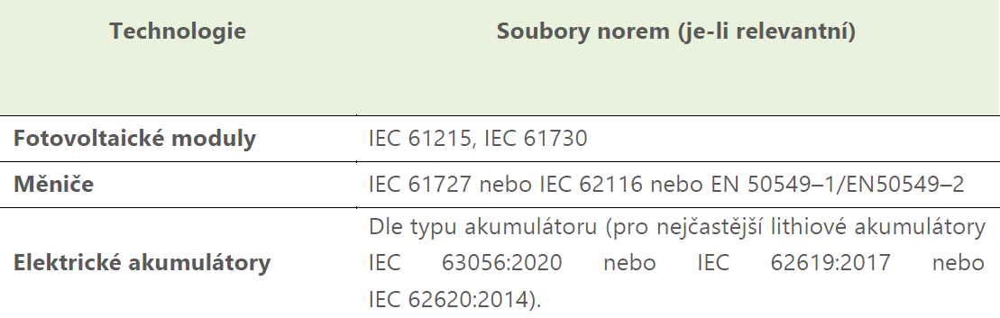 Technologie Soubory norem (je-li relevantní)
Fotovoltaické moduly IEC 61215, IEC 61730
Měniče IEC 61727 nebo IEC 62116 nebo EN 50549–1/EN50549–2
Dle typu akumulátoru (pro nejčastější lithiové akumulátory
Elektrické akumulátory IEC 63056:2020 nebo IEC 62619:2017 nebo
IEC 62620:2014).